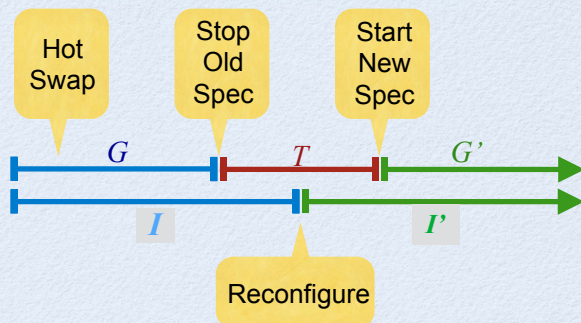 Hot
Swap
Stop
Old
Spec
Start
New
Spec
G
T
G’
I
I’
Reconfigure